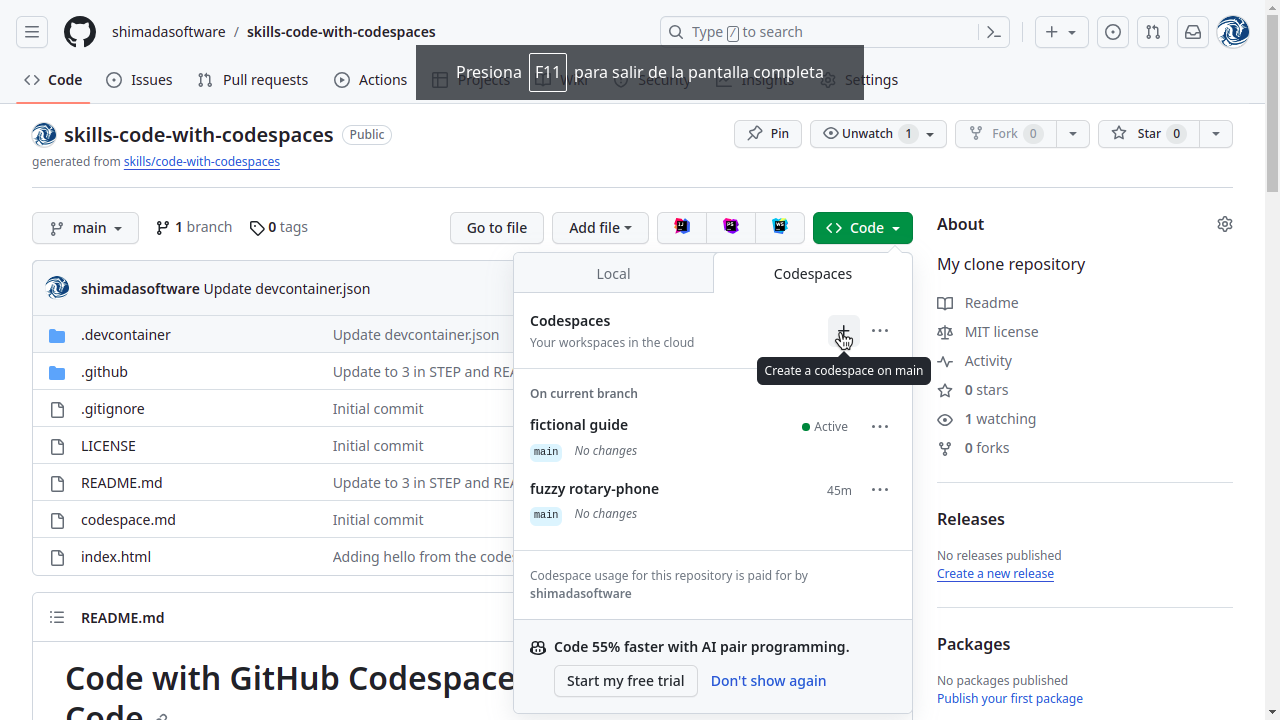 shimadasoftware / skills-code-with-codespaces
Type / to search
Presiona F11 para salir de la pantalla completa
Code
Issues
Pull requests
Actions
Projects
Wiki
Security
Insights
Settings
skills-code-with-codespaces Public
generated from skills/code-with-codespaces
Pin
Unwatch 1
Fork 0
Star 0
main
1 branch
0 tags
Go to file
Add file
Code
shimadasoftware Update devcontainer.json
.devcontainer Update devcontainer.json
.github Update to 3 in STEP and REA
.gitignore Initial commit
LICENSE Initial commit
README.md Update to 3 in STEP and REA
codespace.md Initial commit
index.html Adding hello from the code
README.md
Code with GitHub Codespace
Code
Local
Codespaces
Codespaces
Your workspaces in the cloud
Create a codespace on main
On current branch
fictional guide
Active
main No changes
fuzzy rotary-phone
45m
main No changes
Codespace usage for this repository is paid for by
shimadasoftware
Code 55% faster with AI pair programming.
Start my free trial
Don't show again
About
My clone repository
Readme
MIT license
Activity
0 stars
1 watching
0 forks
Releases
No releases published
Create a new release
Packages
No packages published
Publish your first package